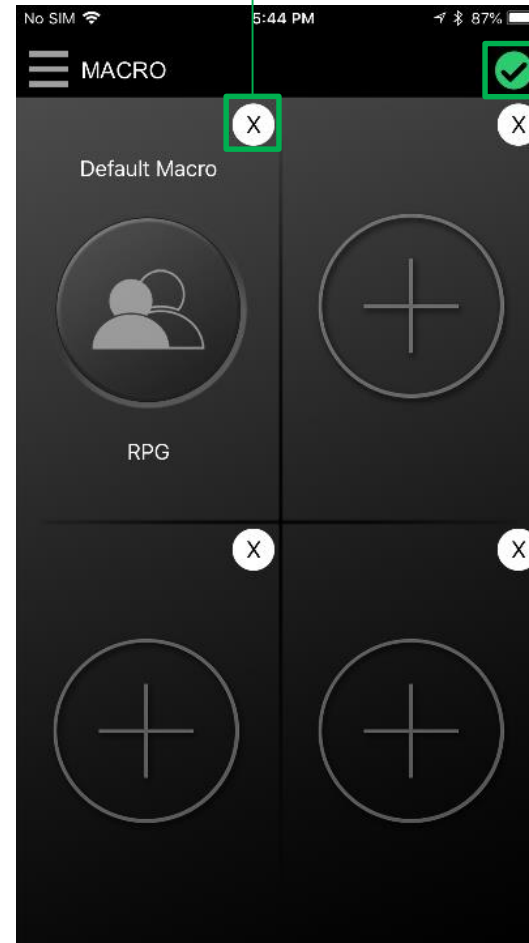 No SIM 5:44 PM 87%
MACRO
X X
Default Macro
RPG
X X